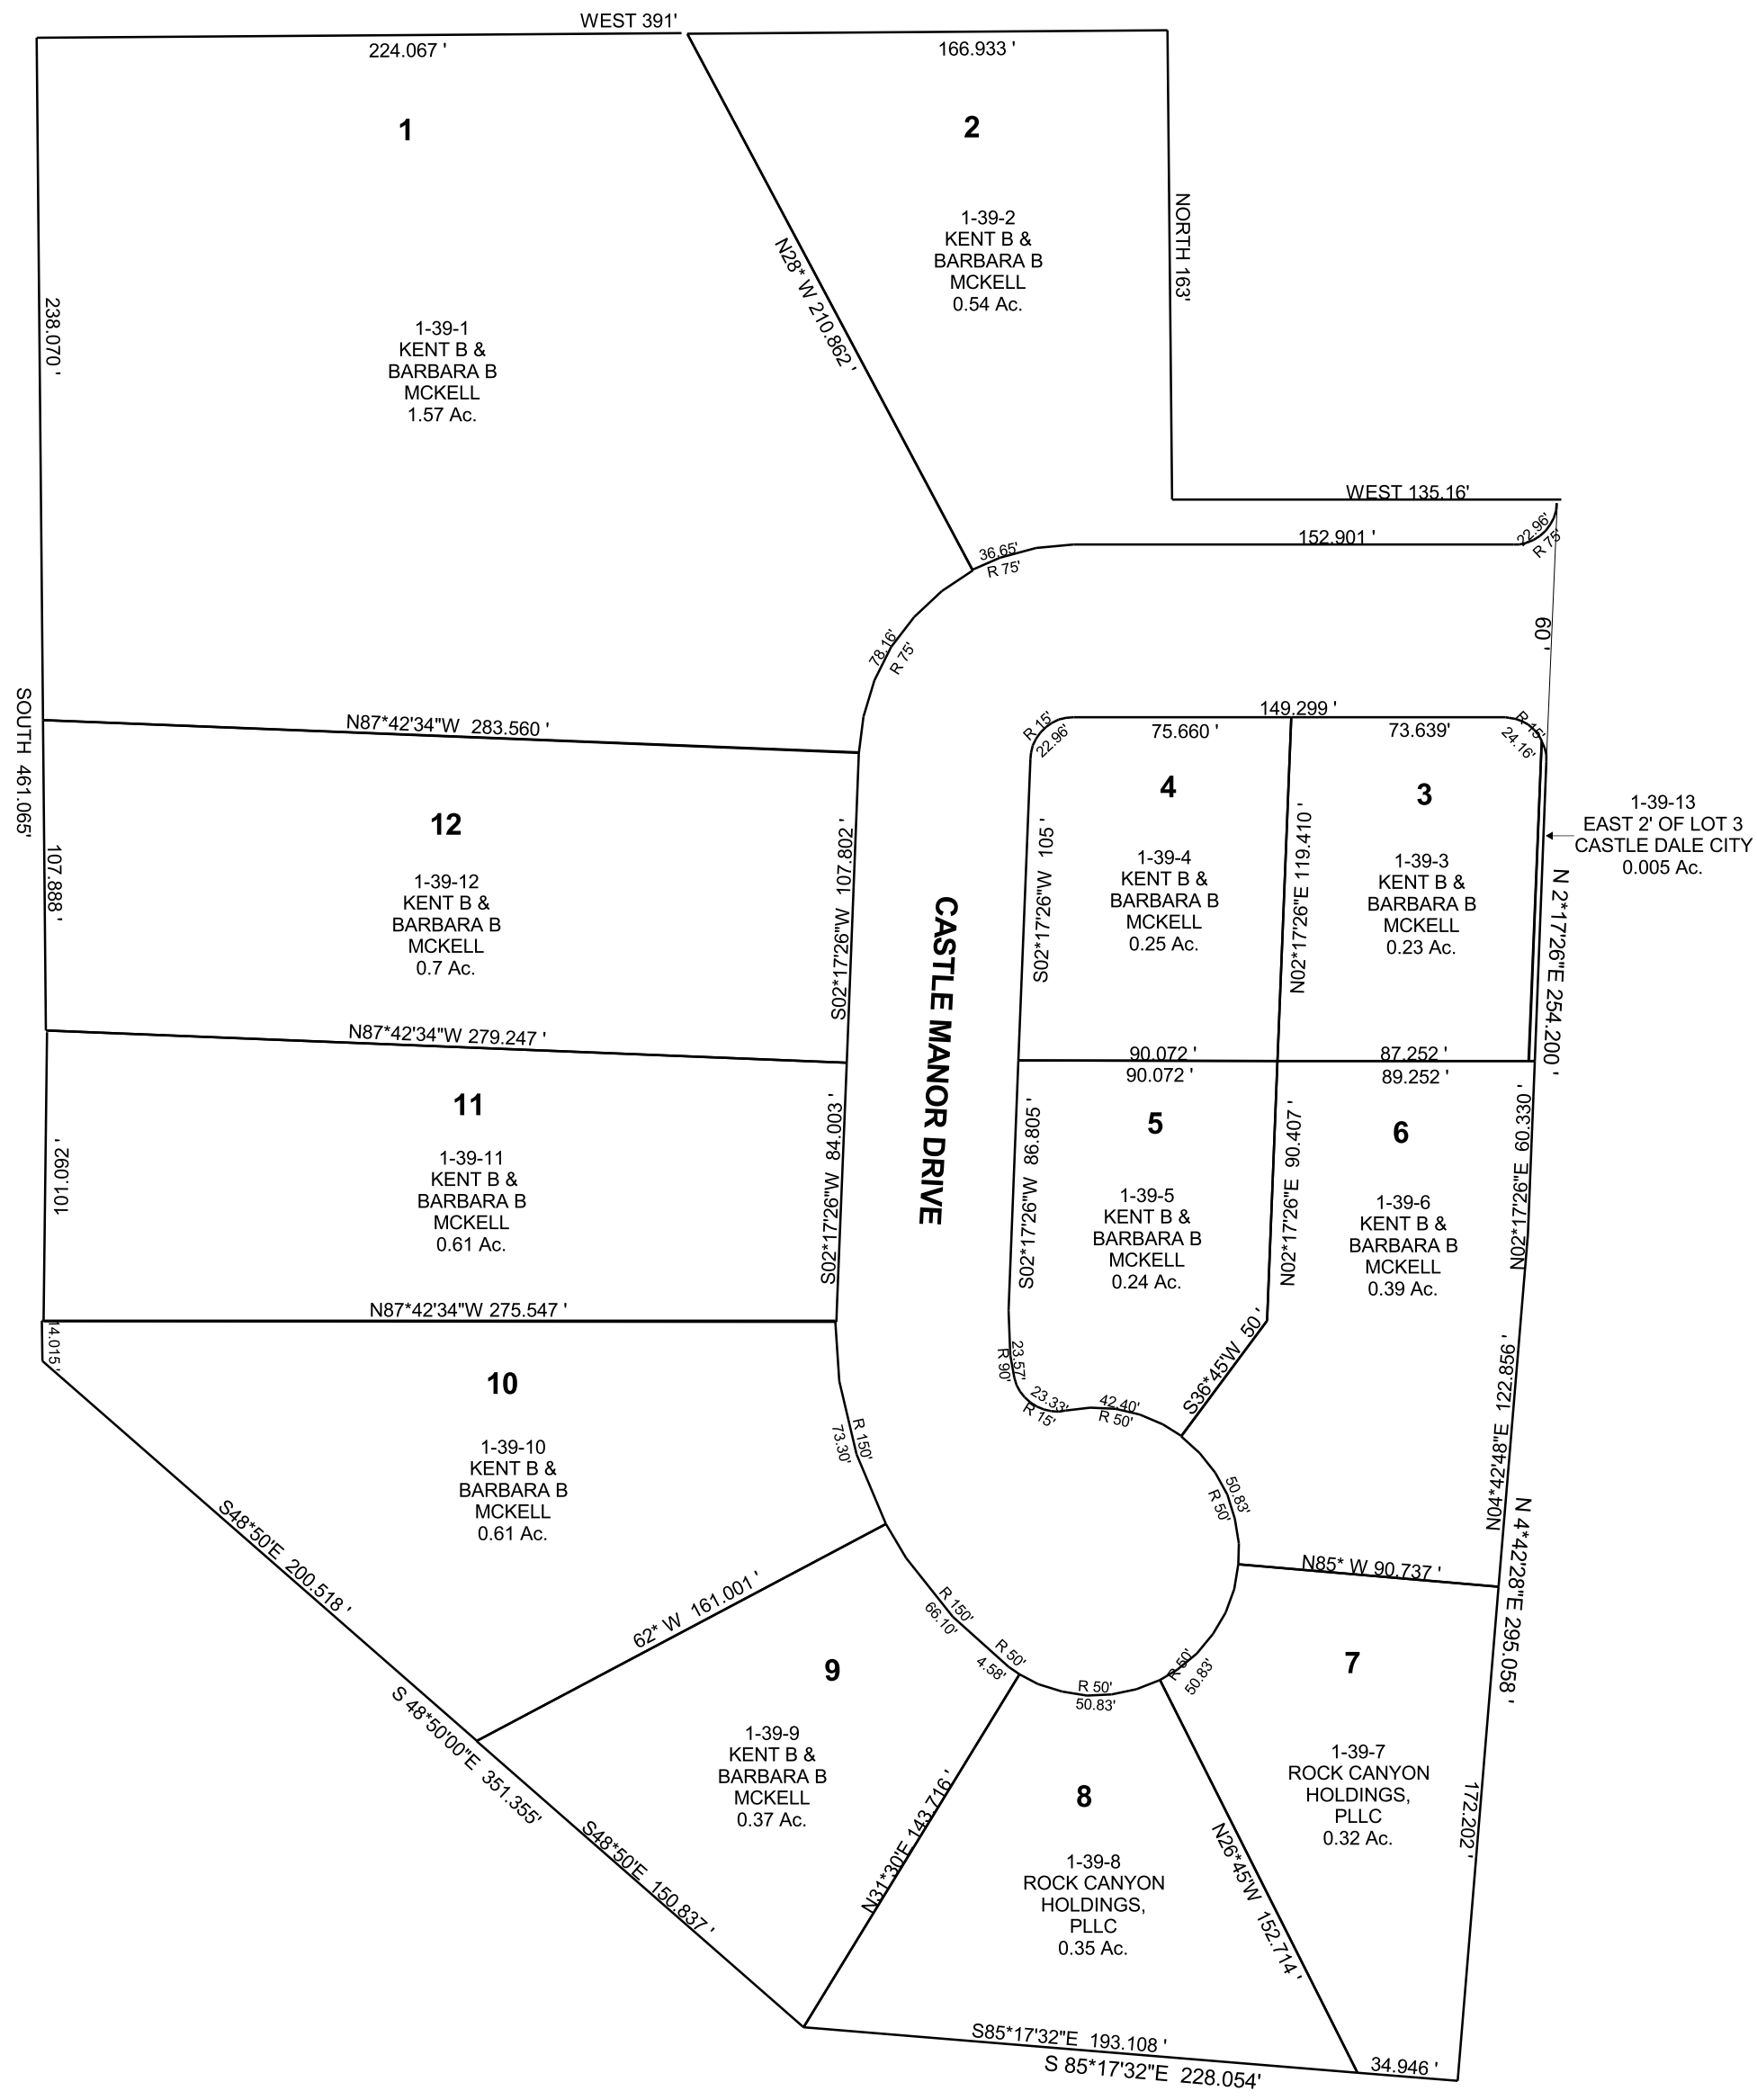 WEST 391'
224.067 '
166.933 '
1
2
1-39-2
KENT B &
BARBARA B
MCKELL
0.54 Ac.
NORTH 163'
N28* W 210.862 '
238.070 '
1-39-1
KENT B &
BARBARA B
MCKELL
1.57 Ac.
WEST 135.16'
152.901 '
22.96'
R 75'
36.65'
R 75'
78.16'
R 75'
60 '
SOUTH 461.065'
N87*42'34"W 283.560 '
149.299 '
R 15'
22.96'
75.660 '
73.639'
R 15'
24.16'
4
3
12
1-39-13
EAST 2' OF LOT 3
CASTLE DALE CITY
0.005 Ac.
107.888 '
1-39-12
KENT B &
BARBARA B
MCKELL
0.7 Ac.
S02*17'26"W 107.802 '
S02*17'26"W 105 '
1-39-4
KENT B &
BARBARA B
MCKELL
0.25 Ac.
N02*17'26"E 119.410 '
1-39-3
KENT B &
BARBARA B
MCKELL
0.23 Ac.
N 2*17'26"E 254.200 '
CASTLE MANOR DRIVE
N87*42'34"W 279.247 '
90.072 '
87.252 '
90.072 '
89.252 '
11
5
6
101.092 '
1-39-11
KENT B &
BARBARA B
MCKELL
0.61 Ac.
S02*17'26"W 84.003 '
S02*17'26"W 86.805 '
1-39-5
KENT B &
BARBARA B
MCKELL
0.24 Ac.
N02*17'26"E 90.407 '
1-39-6
KENT B &
BARBARA B
MCKELL
0.39 Ac.
N02*17'26"E 60.330 '
N87*42'34"W 275.547 '
14.015 '
10
23.57'
R 90'
23.33'
R 15'
42.40'
R 50'
S36*45'W 50 '
N04*42'48"E 122.856 '
R 150'
73.30'
1-39-10
KENT B &
BARBARA B
MCKELL
0.61 Ac.
50.83'
R 50'
S48*50'E 200.518 '
N85* W 90.737 '
N 4*42'28"E 295.058 '
62* W 161.001 '
R 150'
66.10'
R 50'
4.58'
R 50'
50.83'
R 50'
50.83'
9
7
S 48*50'00"E 351.355'
1-39-9
KENT B &
BARBARA B
MCKELL
0.37 Ac.
1-39-7
ROCK CANYON
HOLDINGS,
PLLC
0.32 Ac.
8
172.202 '
S48*50'E 150.837 '
N31*30'E 143.716 '
1-39-8
ROCK CANYON
HOLDINGS,
PLLC
0.35 Ac.
N26*45'W 152.714 '
S85*17'32"E 193.108 '
34.946 '
S 85*17'32"E 228.054'